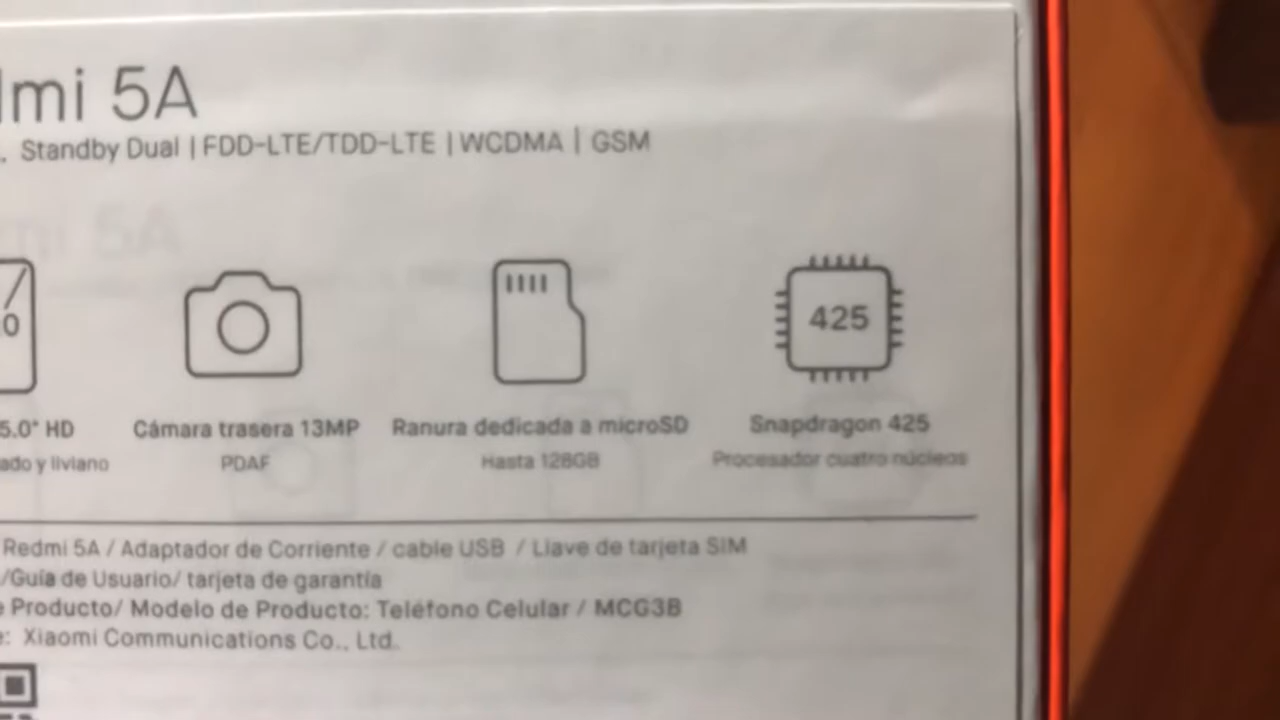 lmi 5A
. Standby Dual | FDD-LTE/TDD-LTE | WCDMA | GSM
0
425
5.0" HD
Cámara trasera 13MP
Ranura dedicada a microSD
Snapdragon 425
ado y liviano
PDAF
Hasta 128GB
Procesador cuatro núcleos
Redmi 5A / Adaptador de Corriente / cable USB / Llave de tarjeta SIM
/Guía de Usuario/ tarjeta de garantía
e Producto/ Modelo de Producto: Teléfono Celular / MCG3B
e: Xiaomi Communications Co., Ltd.